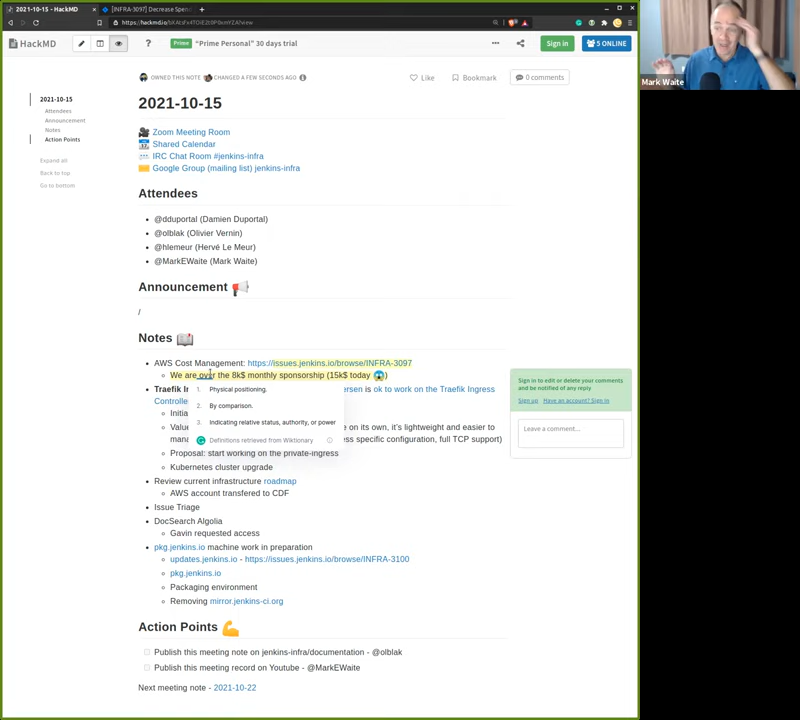 2021-10-15
[INFRA-3097] Decrease Spend
HackMD
?
Prime "Prime Personal" 30 days trial
Sign in
5 ONLINE
Mark Waite
OWNED THIS NOTE
CHANGED A FEW SECONDS AGO
Like
Bookmark
0 comments
2021-10-15
Attendees
Announcement
Notes
Action Points
Expand all
Back to top
Go to bottom
2021-10-15
Zoom Meeting Room
Shared Calendar
IRC Chat Room #jenkins-infra
Google Group (mailing list) jenkins-infra
Attendees
@dduportal (Damien Duportal)
@olblak (Olivier Vernin)
@hlemeur (Hervé Le Meur)
@MarkEWaite (Mark Waite)
Announcement 📢
/
Notes 📖
AWS Cost Management: https://issues.jenkins.io/browse/INFRA-3097
We are over the 8k$ monthly sponsorship (15k$ today 😱)
Traefik In ersen is ok to work on the Traefik Ingress
Controlle
Initia
Value e on its own, it's lightweight and easier to
mana ess specific configuration, full TCP support)
Proposal: start working on the private-ingress
Kubernetes cluster upgrade
1. Physical positioning.
2. By comparison.
3. Indicating relative status, authority, or power
Definitions retrieved from Wiktionary
Review current infrastructure roadmap
AWS account transfered to CDF
Issue Triage
DocSearch Algolia
Gavin requested access
pkg.jenkins.io machine work in preparation
updates.jenkins.io - https://issues.jenkins.io/browse/INFRA-3100
pkg.jenkins.io
Packaging environment
Removing mirror.jenkins-ci.org
Action Points 💪
Publish this meeting note on jenkins-infra/documentation - @olblak
Publish this meeting record on Youtube - @MarkEWaite
Next meeting note - 2021-10-22
Sign in to edit or delete your comments
and be notified of any reply
Sign up Have an account? Sign in
Leave a comment...